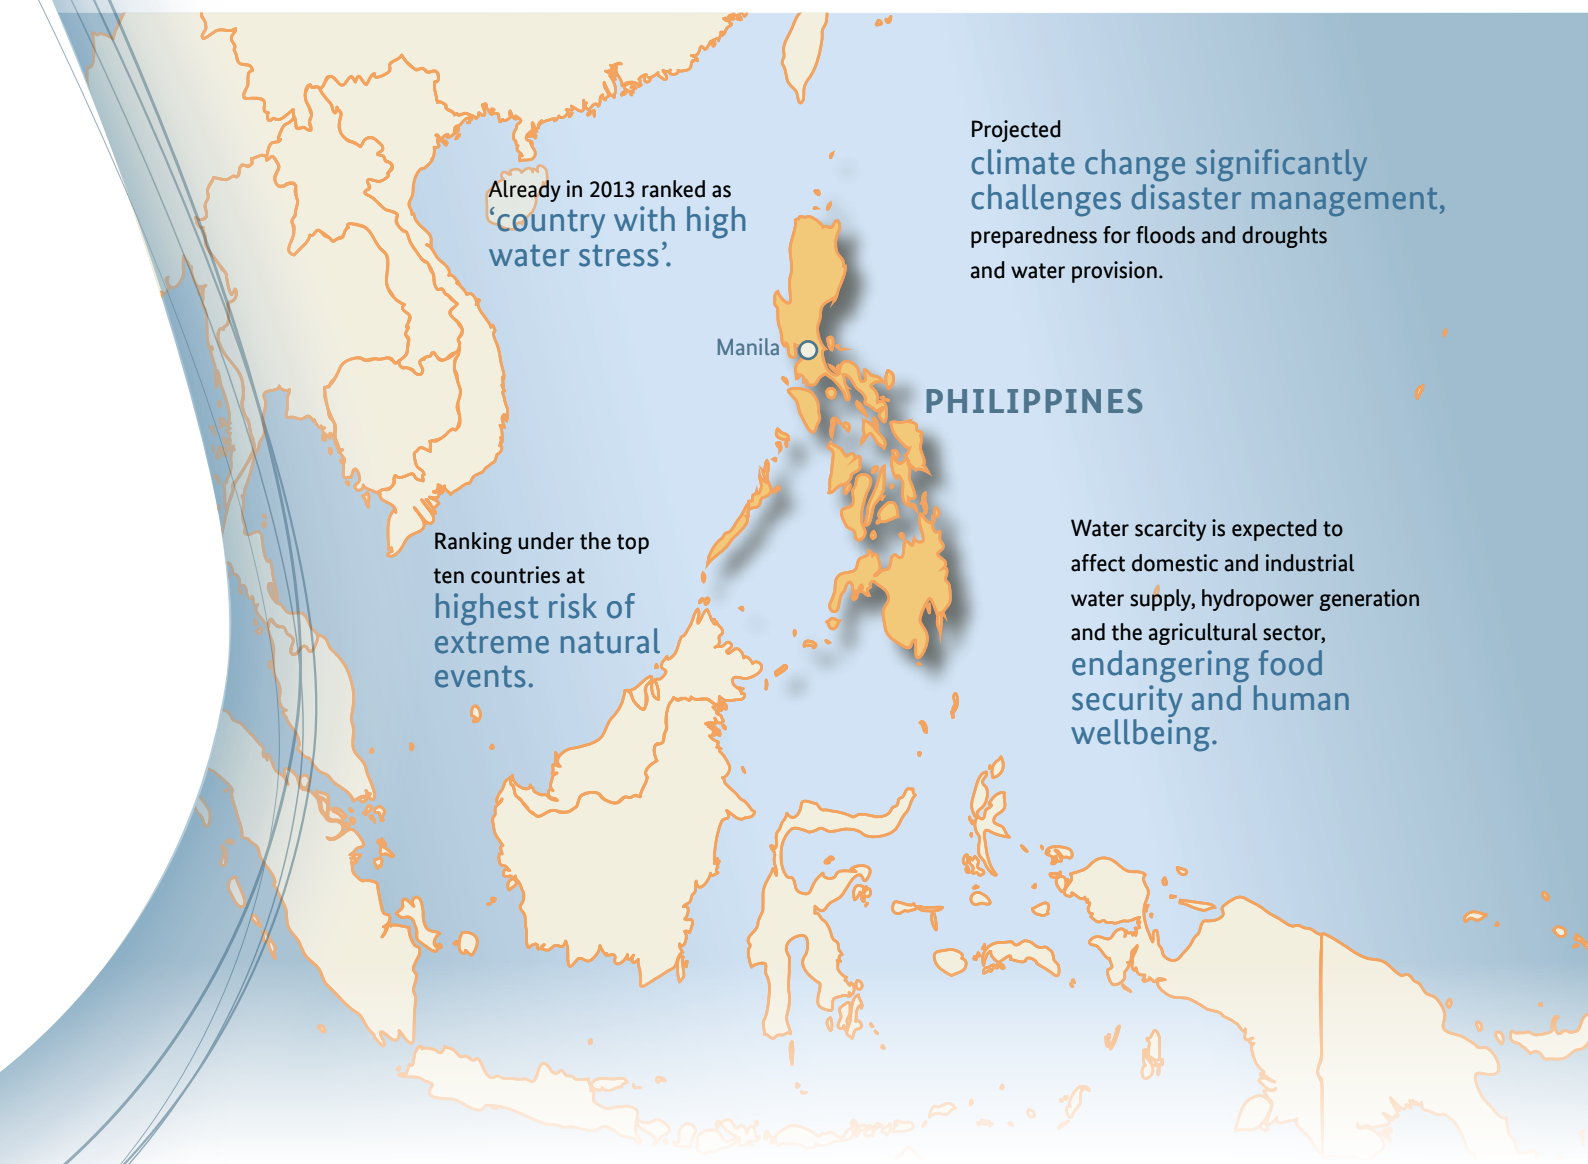 Projected
climate change significantly
challenges disaster management,
preparedness for floods and droughts
and water provision.
Already in 2013 ranked as
‘country with high
water stress’.
Manila
PHILIPPINES
Ranking under the top
ten countries at
highest risk of
extreme natural
events.
Water scarcity is expected to
affect domestic and industrial
water supply, hydropower generation
and the agricultural sector,
endangering food
security and human
wellbeing.